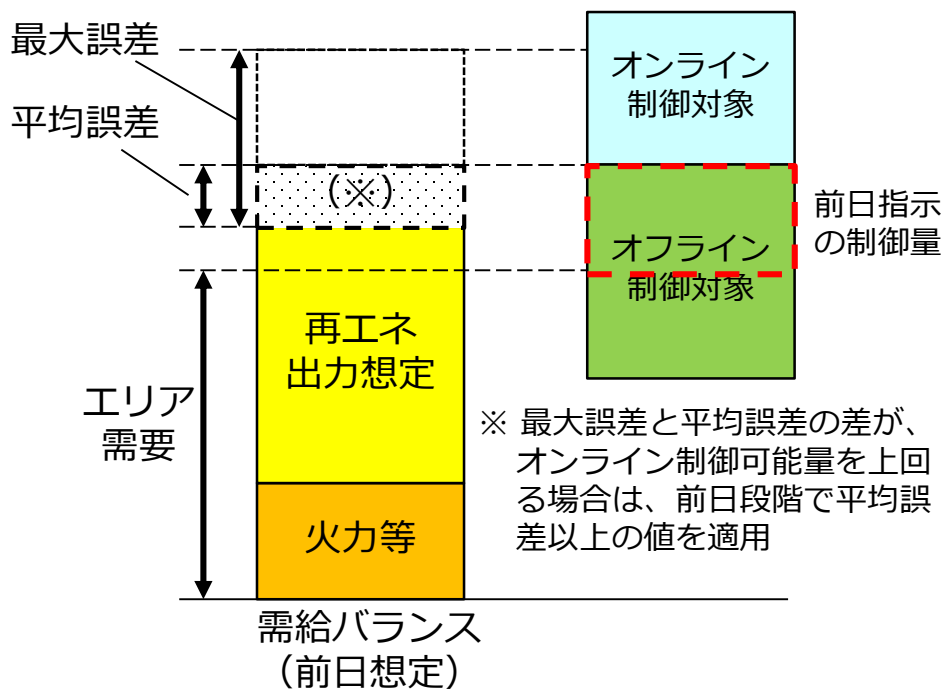 最大誤差
平均誤差
エリア
需要
（※）
再エネ
出力想定
火力等
需給バランス
（前日想定）
オンライン
制御対象
オフライン
制御対象
前日指示
の制御量
※ 最大誤差と平均誤差の差が、
オンライン制御可能量を上回
る場合は、前日段階で平均誤
差以上の値を適用